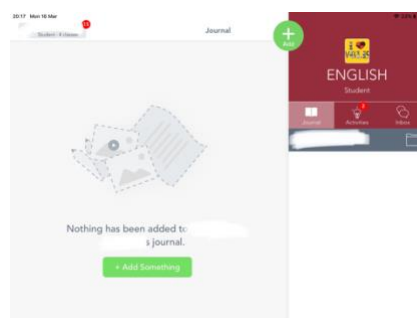 20:17 Mon 16 Mar
Student · 4 classes
Journal
Add
ENGLISH
Student
Journal
Activities
Inbox
Nothing has been added to
s journal.
+ Add Something